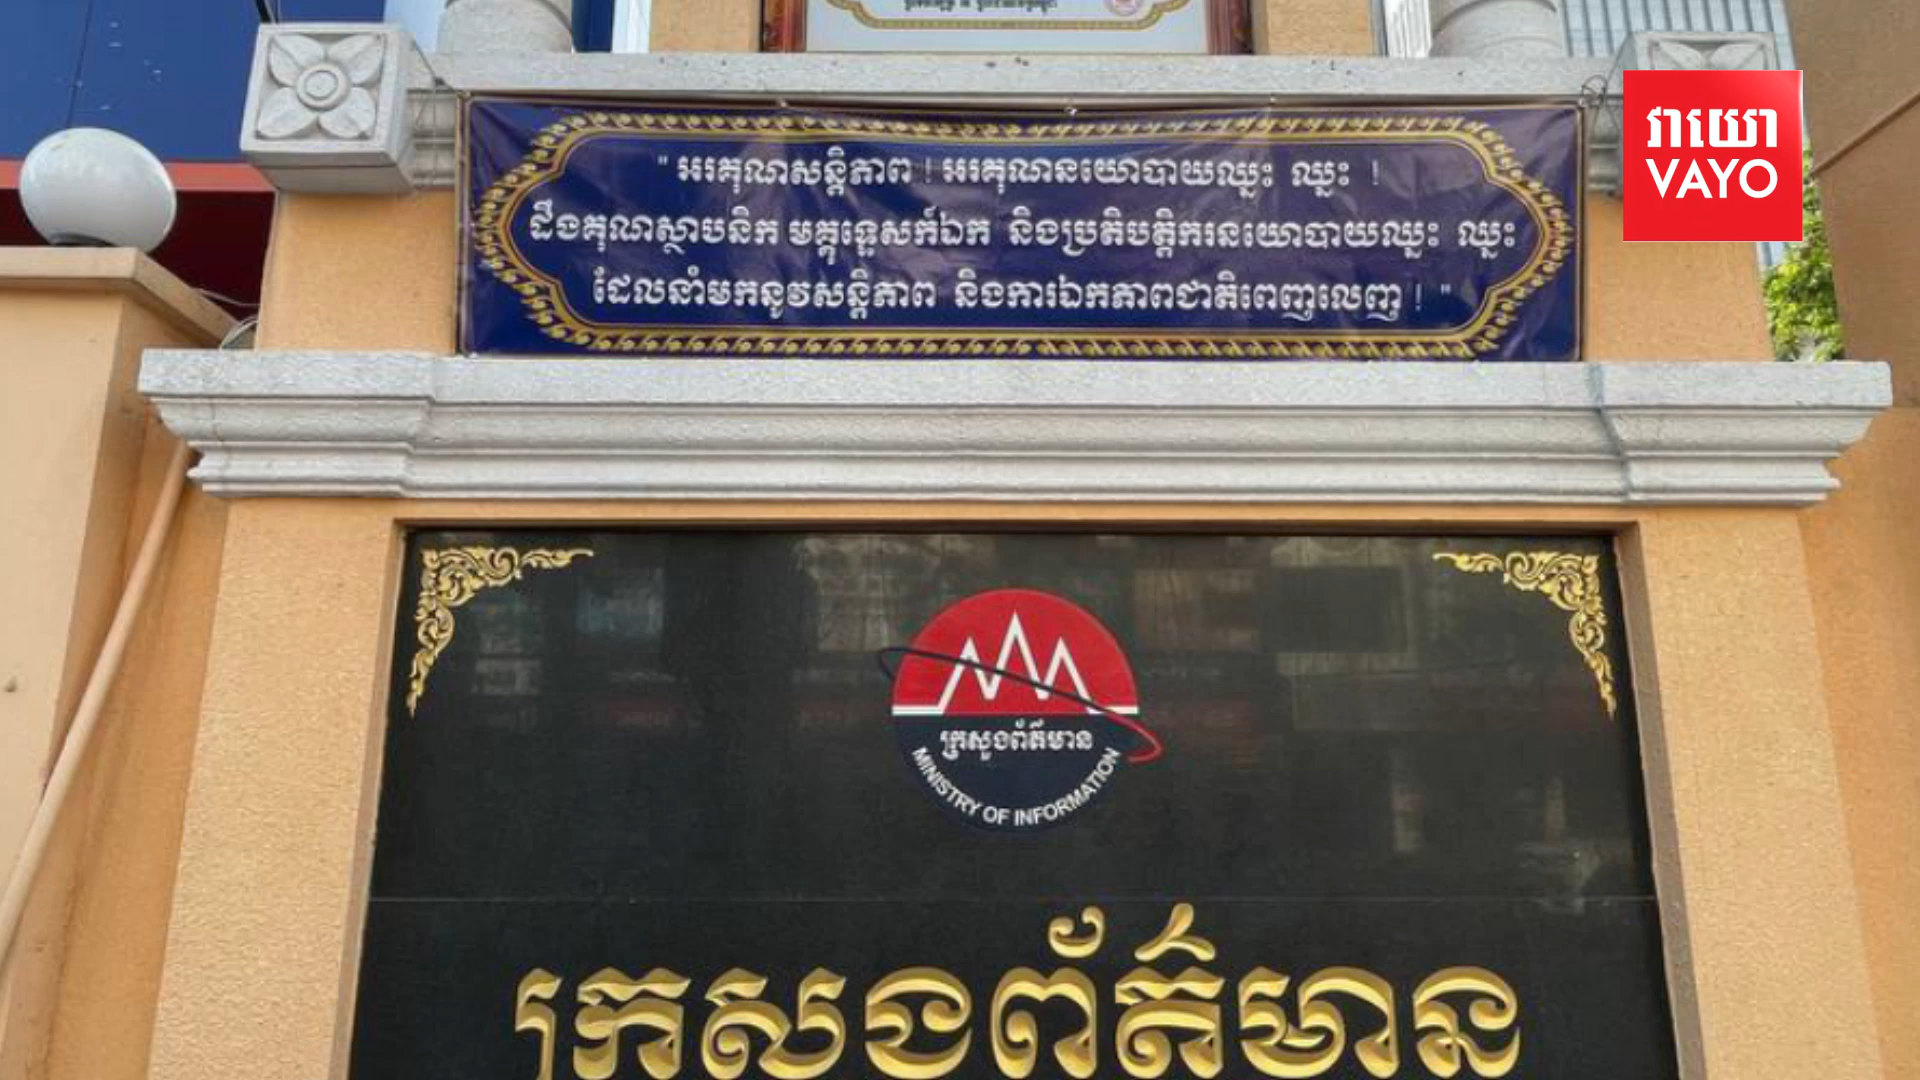 វាយោ
VAYO
" អរគុណសន្តិភាព ! អរគុណនយោបាយឈ្នះ ឈ្នះ !
ដឹងគុណស្ថាបនិក មគ្គុទ្ទេសក៍ឯក និងប្រតិបត្តិករនយោបាយឈ្នះ ឈ្នះ
ដែលនាំមកនូវសន្តិភាព និងការឯកភាពជាតិពេញលេញ ! "
ក្រសួងព័ត៌មាន
MINISTRY OF INFORMATION
ក្រសួងព័ត៌មាន